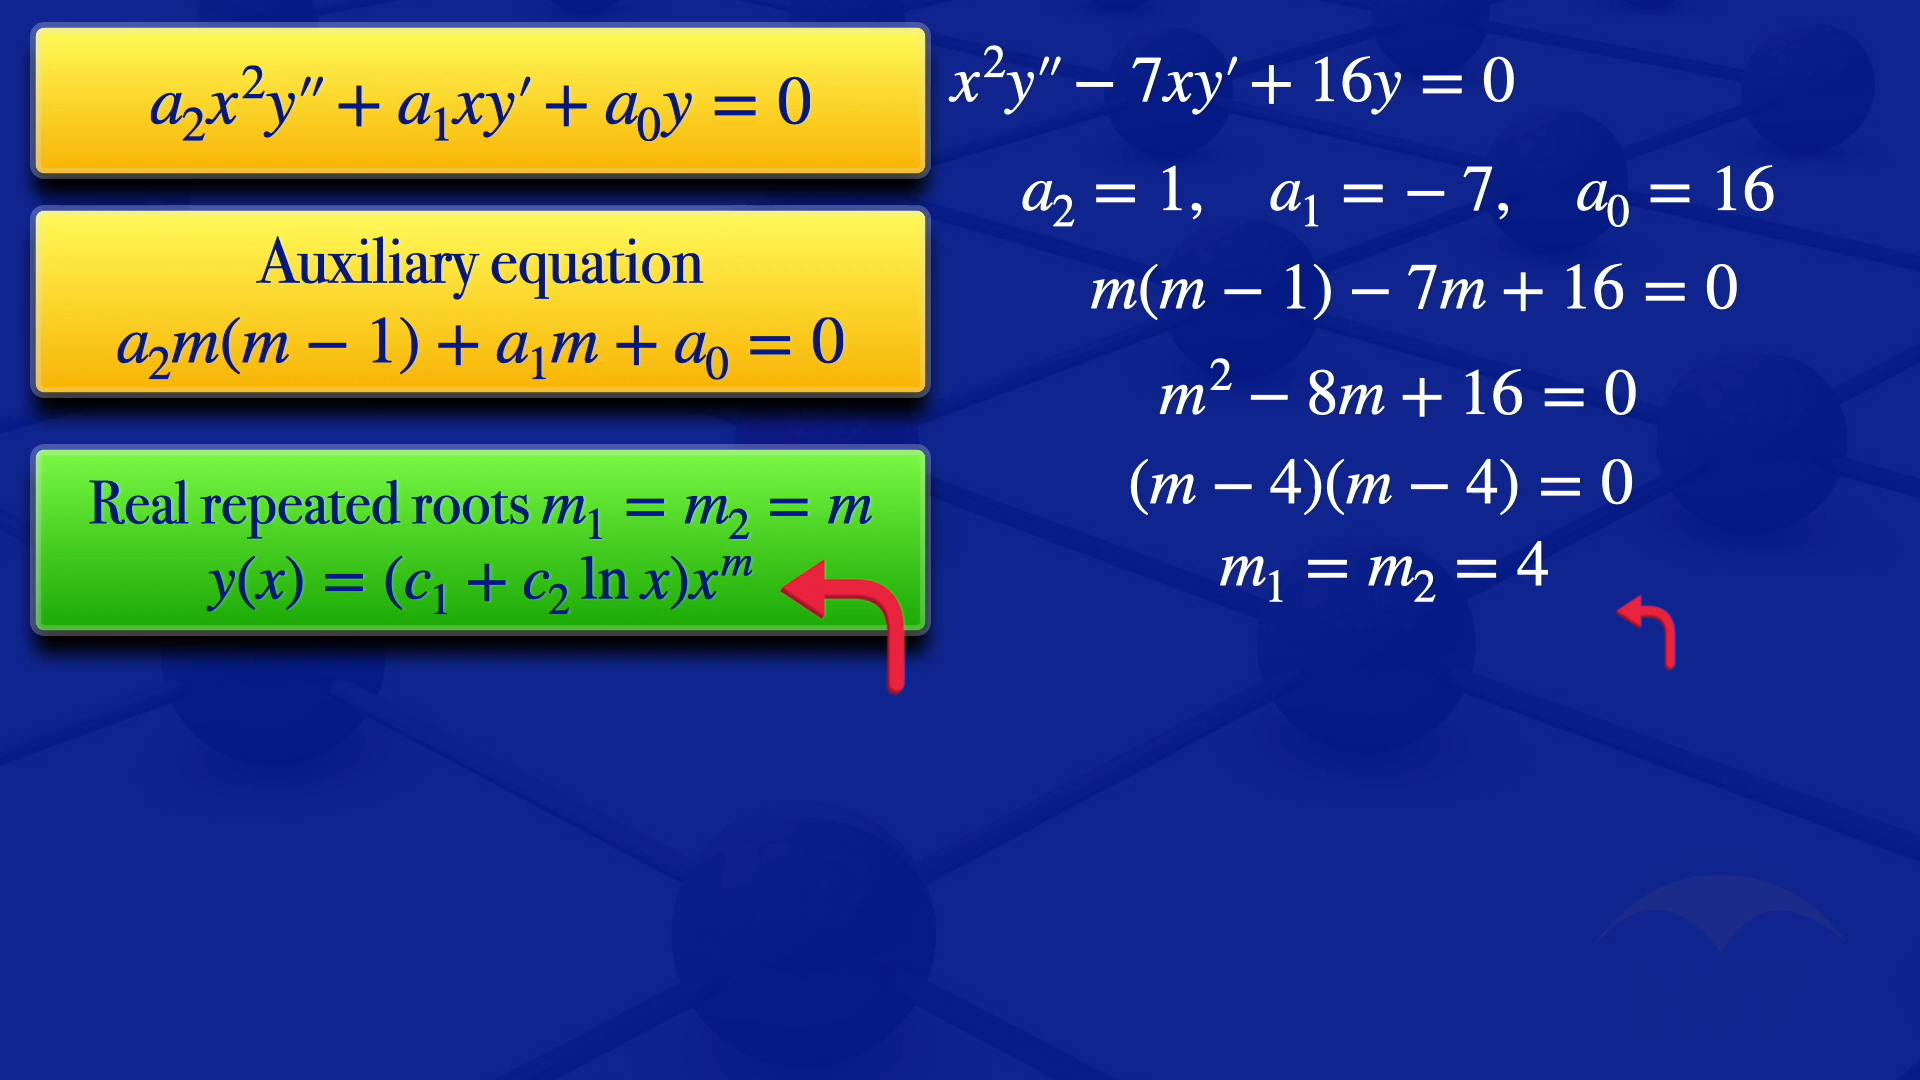 a₂x²y″ + a₁xy′ + a₀y = 0
Auxiliary equation
a₂m(m − 1) + a₁m + a₀ = 0
Real repeated roots m₁ = m₂ = m
y(x) = (c₁ + c₂ ln x)xᵐ
x²y″ − 7xy′ + 16y = 0
a₂ = 1, a₁ = − 7, a₀ = 16
m(m − 1) − 7m + 16 = 0
m² − 8m + 16 = 0
(m − 4)(m − 4) = 0
m₁ = m₂ = 4